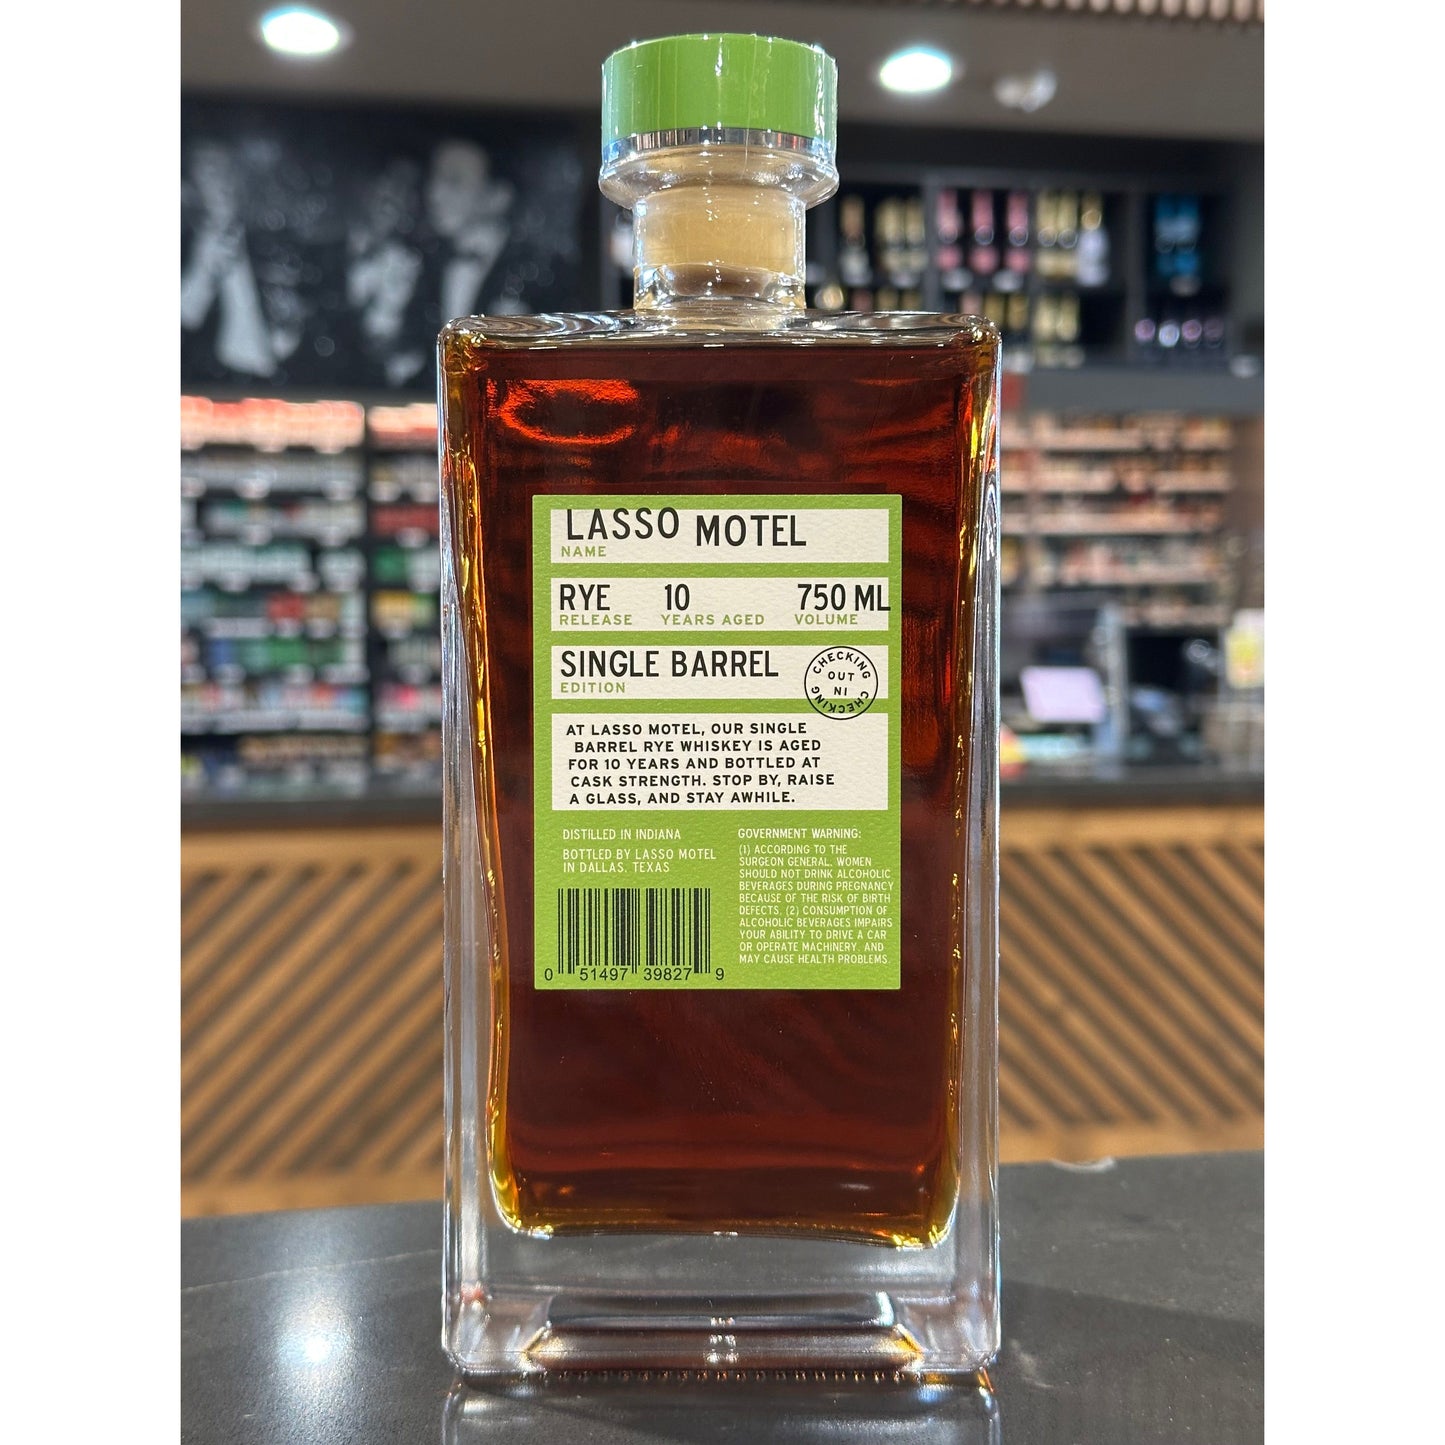 LASSO MOTEL
NAME
RYE 10 750 ML
RELEASE YEARS AGED VOLUME
SINGLE BARREL
EDITION
CHECKING
OUT
NI
CHECKING
AT LASSO MOTEL, OUR SINGLE
BARREL RYE WHISKEY IS AGED
FOR 10 YEARS AND BOTTLED AT
CASK STRENGTH. STOP BY, RAISE
A GLASS, AND STAY AWHILE.
DISTILLED IN INDIANA
BOTTLED BY LASSO MOTEL
IN DALLAS, TEXAS
0 51497 39827 9
GOVERNMENT WARNING:
(1) ACCORDING TO THE
SURGEON GENERAL, WOMEN
SHOULD NOT DRINK ALCOHOLIC
BEVERAGES DURING PREGNANCY
BECAUSE OF THE RISK OF BIRTH
DEFECTS. (2) CONSUMPTION OF
ALCOHOLIC BEVERAGES IMPAIRS
YOUR ABILITY TO DRIVE A CAR
OR OPERATE MACHINERY, AND
MAY CAUSE HEALTH PROBLEMS.